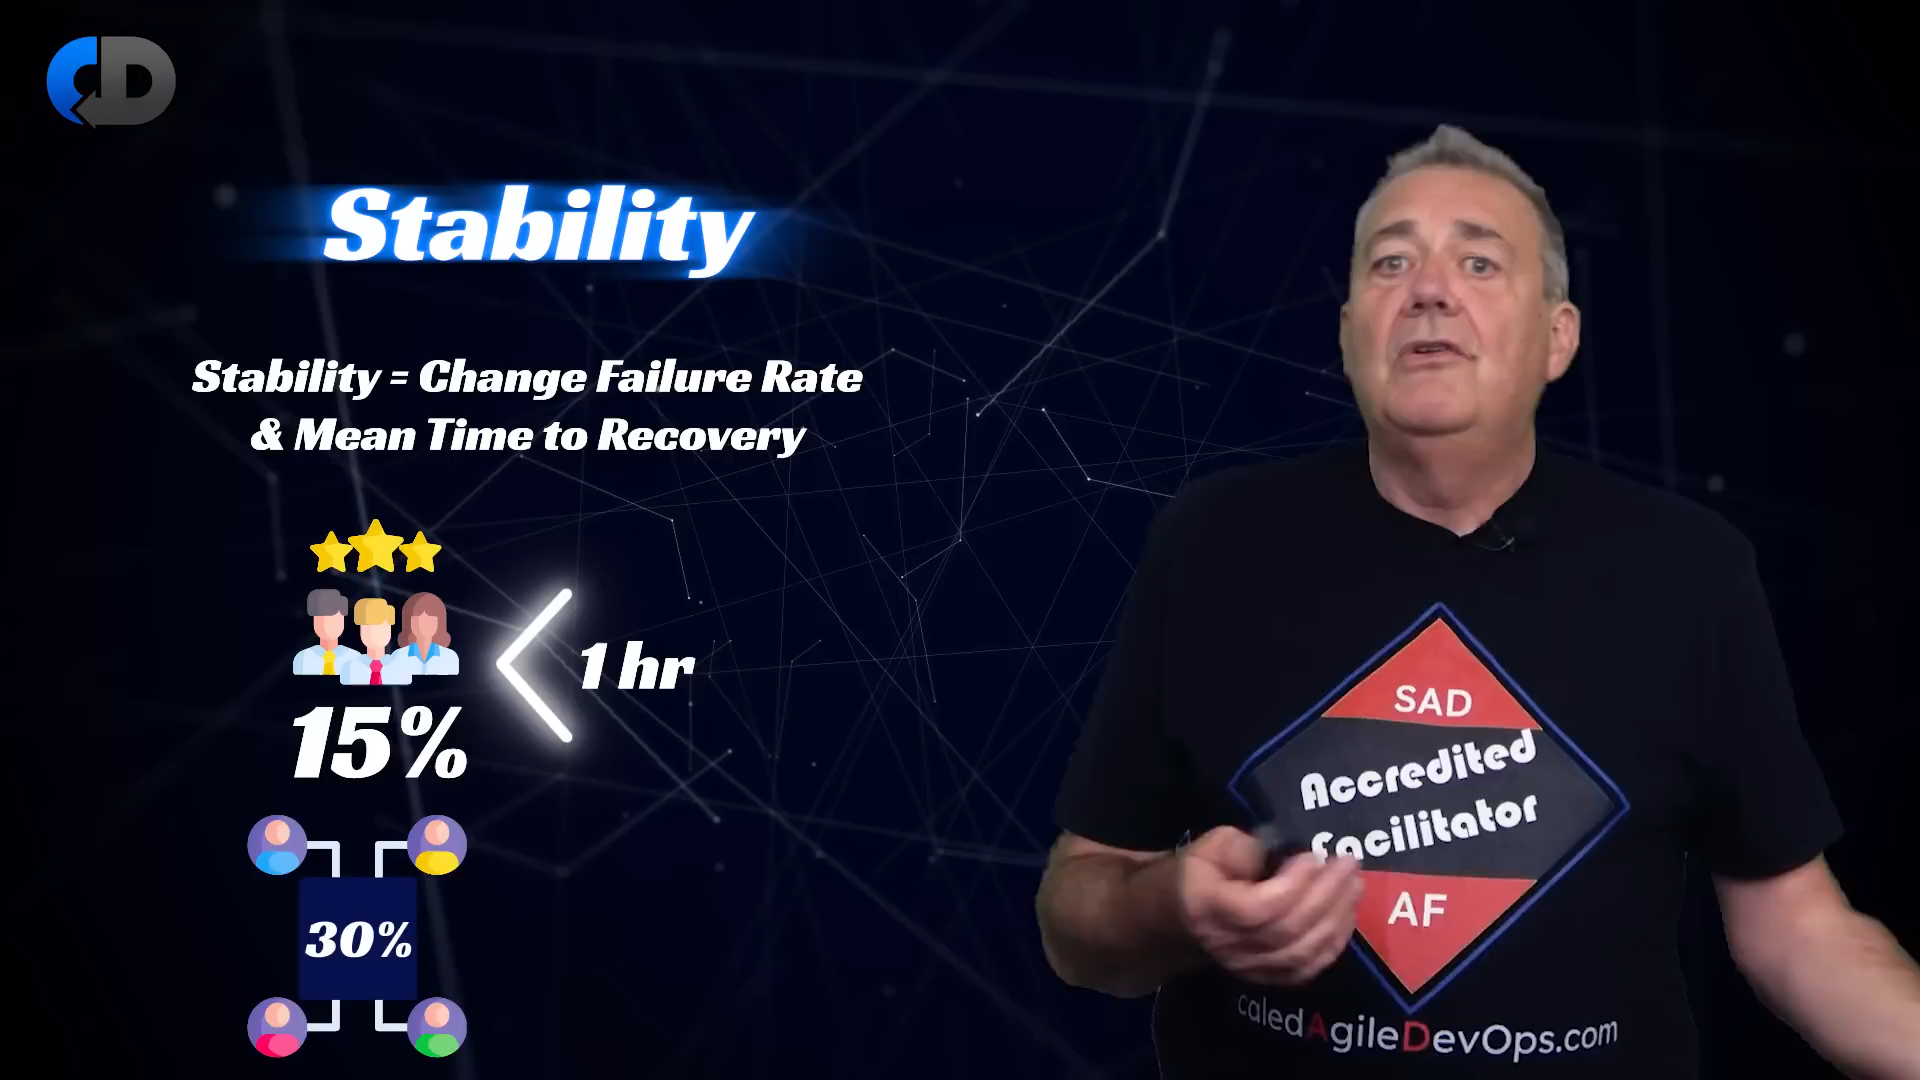 CD
Stability
Stability = Change Failure Rate
& Mean Time to Recovery
1 hr
15%
30%
SAD
Accredited
Facilitator
AF
caledAgileDevOps.com